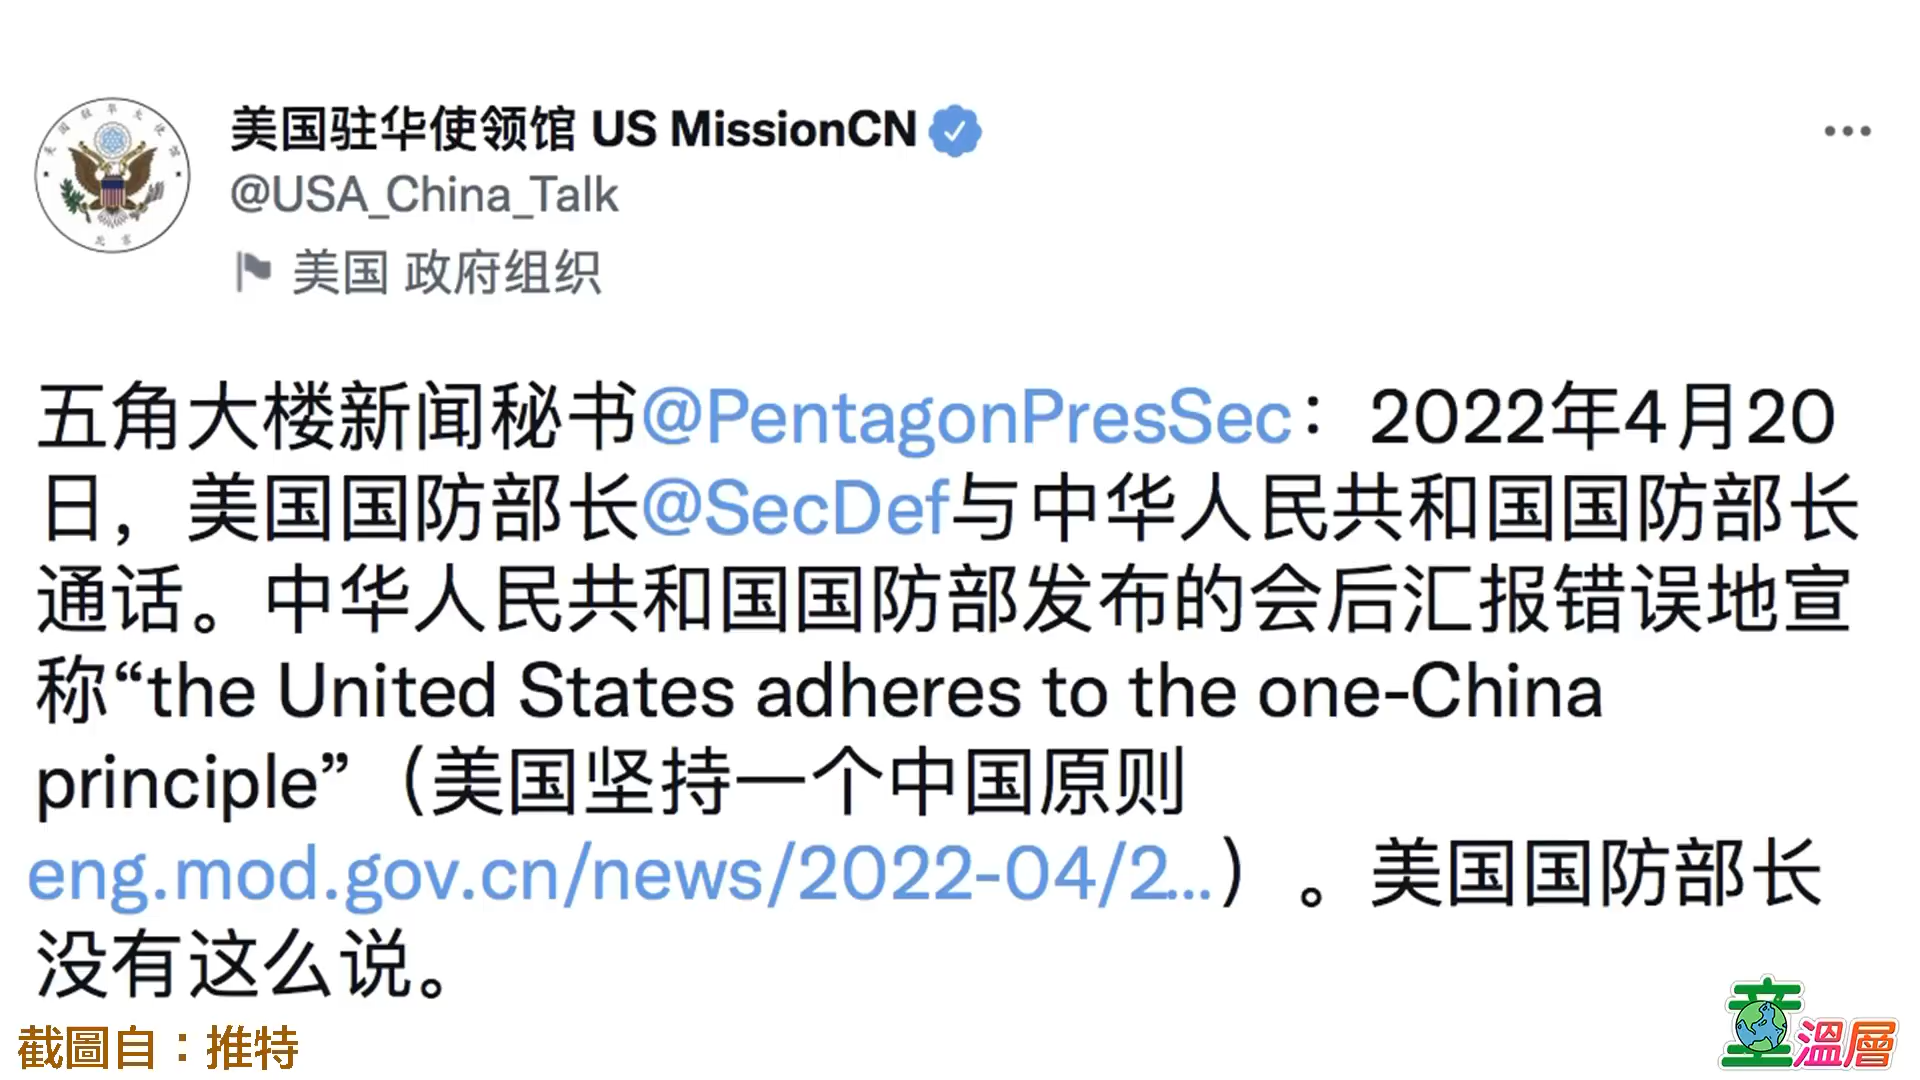 美国驻华使领馆 US MissionCN
@USA_China_Talk
美国 政府组织
五角大楼新闻秘书@PentagonPresSec：2022年4月20
日，美国国防部长@SecDef与中华人民共和国国防部长
通话。中华人民共和国国防部发布的会后汇报错误地宣
称“the United States adheres to the one-China
principle”（美国坚持一个中国原则
eng.mod.gov.cn/news/2022-04/2...）。美国国防部长
没有这么说。
截圖自：推特
溫層